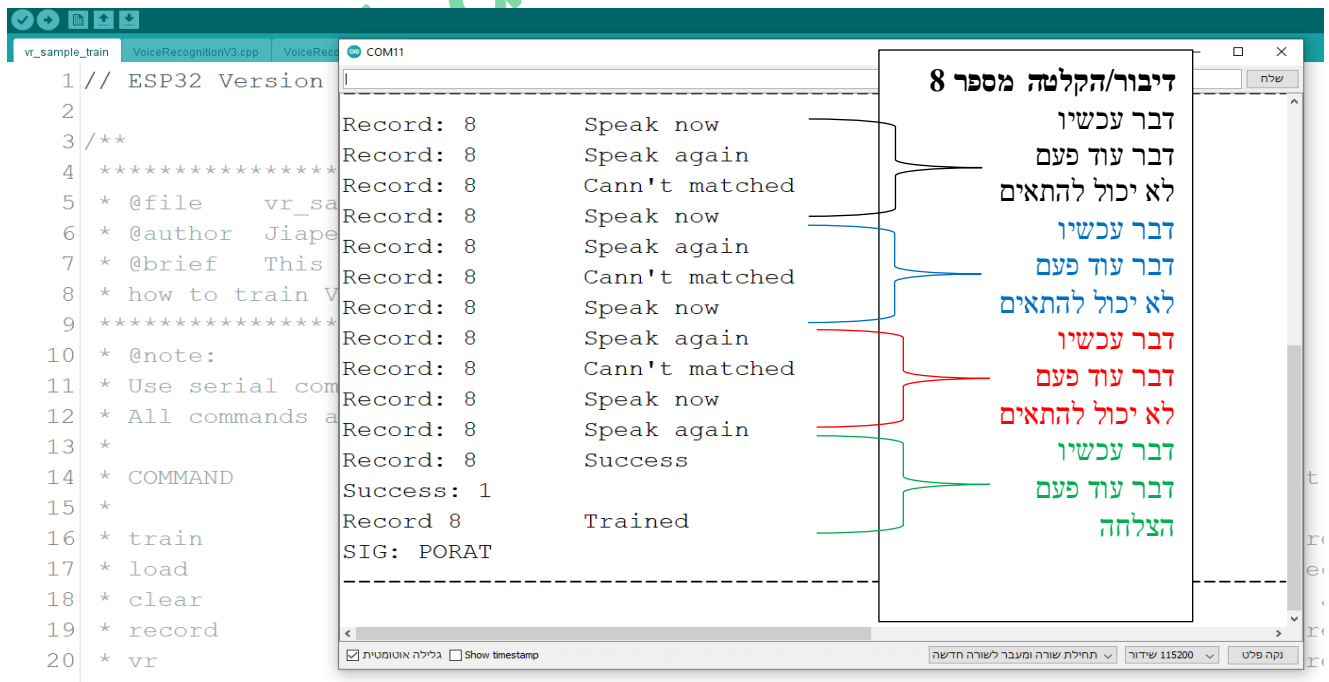 vr_sample_train VoiceRecognitionV3.cpp VoiceReco
COM11
שלח
1 // ESP32 Version
2
3 /**
4 ****************
5 * @file vr_sa
6 * @author Jiape
7 * @brief This
8 * how to train V
9 ****************
10 * @note:
11 * Use serial com
12 * All commands a
13 *
14 * COMMAND
15 *
16 * train
17 * load
18 * clear
19 * record
20 * vr
Record: 8 Speak now
Record: 8 Speak again
Record: 8 Cann't matched
Record: 8 Speak now
Record: 8 Speak again
Record: 8 Cann't matched
Record: 8 Speak now
Record: 8 Speak again
Record: 8 Cann't matched
Record: 8 Speak now
Record: 8 Speak again
Record: 8 Success
Success: 1
Record 8 Trained
SIG: PORAT
דיבור/הקלטה מספר 8
דבר עכשיו
דבר עוד פעם
לא יכול להתאים
דבר עכשיו
דבר עוד פעם
לא יכול להתאים
דבר עכשיו
דבר עוד פעם
לא יכול להתאים
דבר עכשיו
דבר עוד פעם
הצלחה
גלילה אוטומטית Show timestamp
תחילת שורה ומעבר לשורה חדשה
115200 שידור
נקה פלט